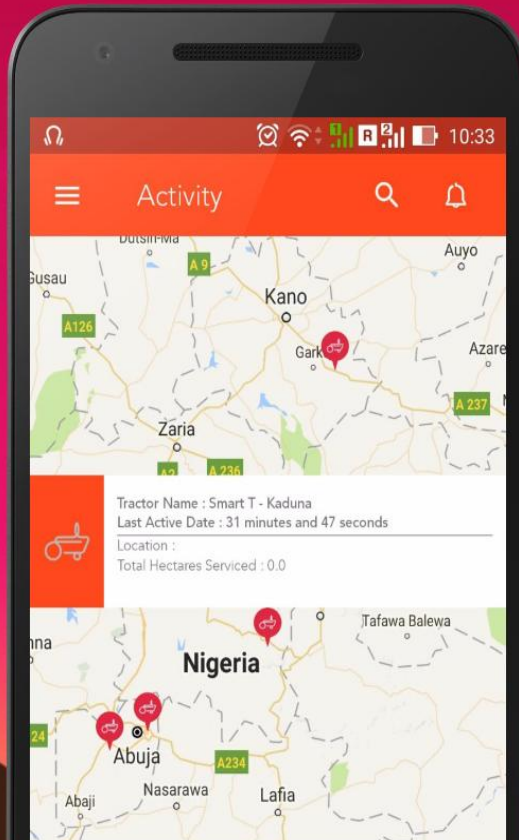 1 R 2 10:33
Activity
Dutsin-Ma
Auyo
A 9
Gusau
Kano
A126
Gark
Azare
A 237
Zaria
A2
A 236
Tractor Name : Smart T - Kaduna
Last Active Date : 31 minutes and 47 seconds
Location :
Total Hectares Serviced : 0.0
Tafawa Balewa
nna
Nigeria
24
Abuja
A234
Nasarawa
Abaji
Lafia